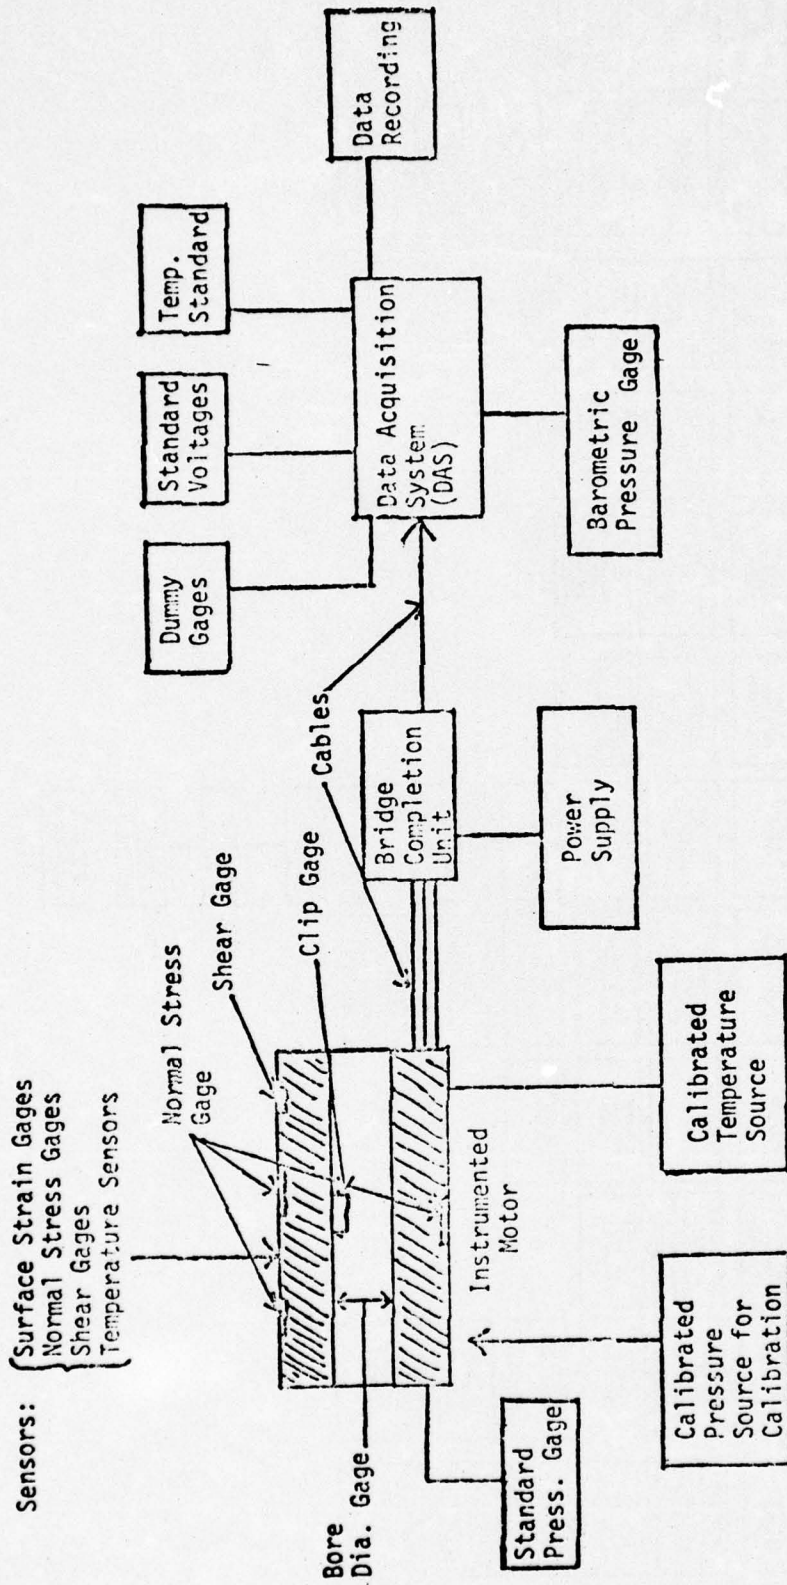 Sensors:
Surface Strain Gages
Normal Stress Gages
Shear Gages
Temperature Sensors
Normal Stress
Gage
Shear Gage
Clip Gage
Cables
Bore
Dia. Gage
Instrumented
Motor
Standard
Press. Gage
Calibrated
Pressure
Source for
Calibration
Calibrated
Temperature
Source
Bridge
Completion
Unit
Power
Supply
Dummy
Gages
Standard
Voltages
Temp.
Standard
Data Acquisition
System
(DAS)
Barometric
Pressure Gage
Data
Recording